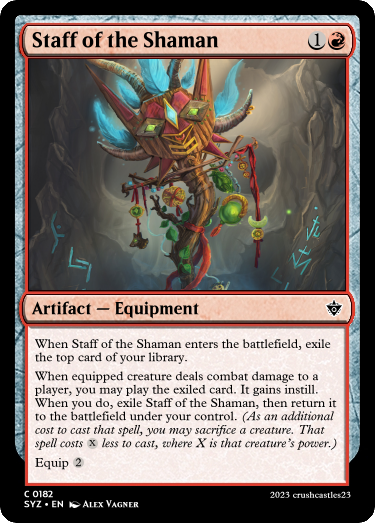 Staff of the Shaman 1
Artifact — Equipment
When Staff of the Shaman enters the battlefield, exile
the top card of your library.
When equipped creature deals combat damage to a
player, you may play the exiled card. It gains instill.
When you do, exile Staff of the Shaman, then return it
to the battlefield under your control. (As an additional
cost to cast that spell, you may sacrifice a creature. That
spell costs X less to cast, where X is that creature's power.)
Equip 2
C 0182
SYZ • EN Alex Vagner
2023 crushcastles23